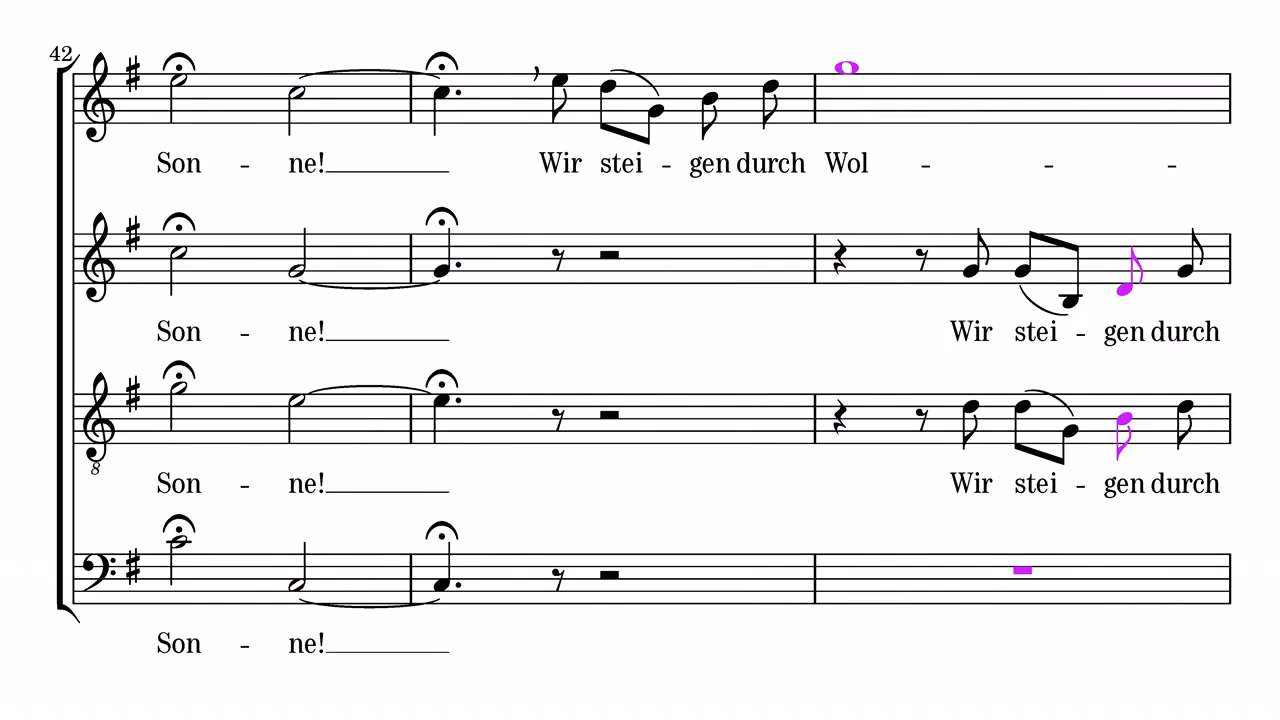 42
Son - ne!
Wir stei - gen durch Wol - - -
Son - ne!
Wir stei - gen durch
8
Son - ne!
Wir stei - gen durch
Son - ne!